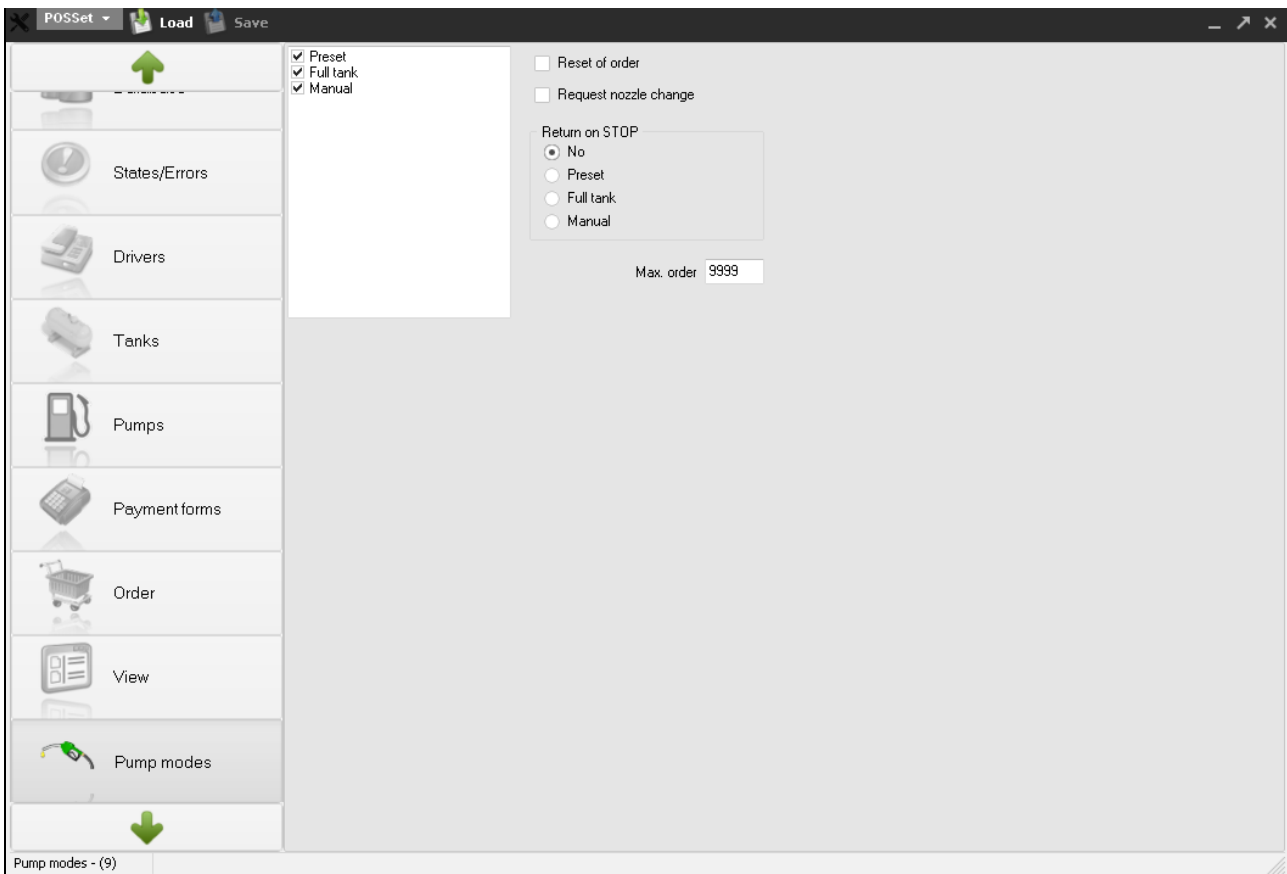 POSSet Load Save
States/Errors
Drivers
Tanks
Pumps
Payment forms
Order
View
Pump modes
Preset
Full tank
Manual
Reset of order
Request nozzle change
Return on STOP
No
Preset
Full tank
Manual
Max. order 9999
Pump modes - (9)